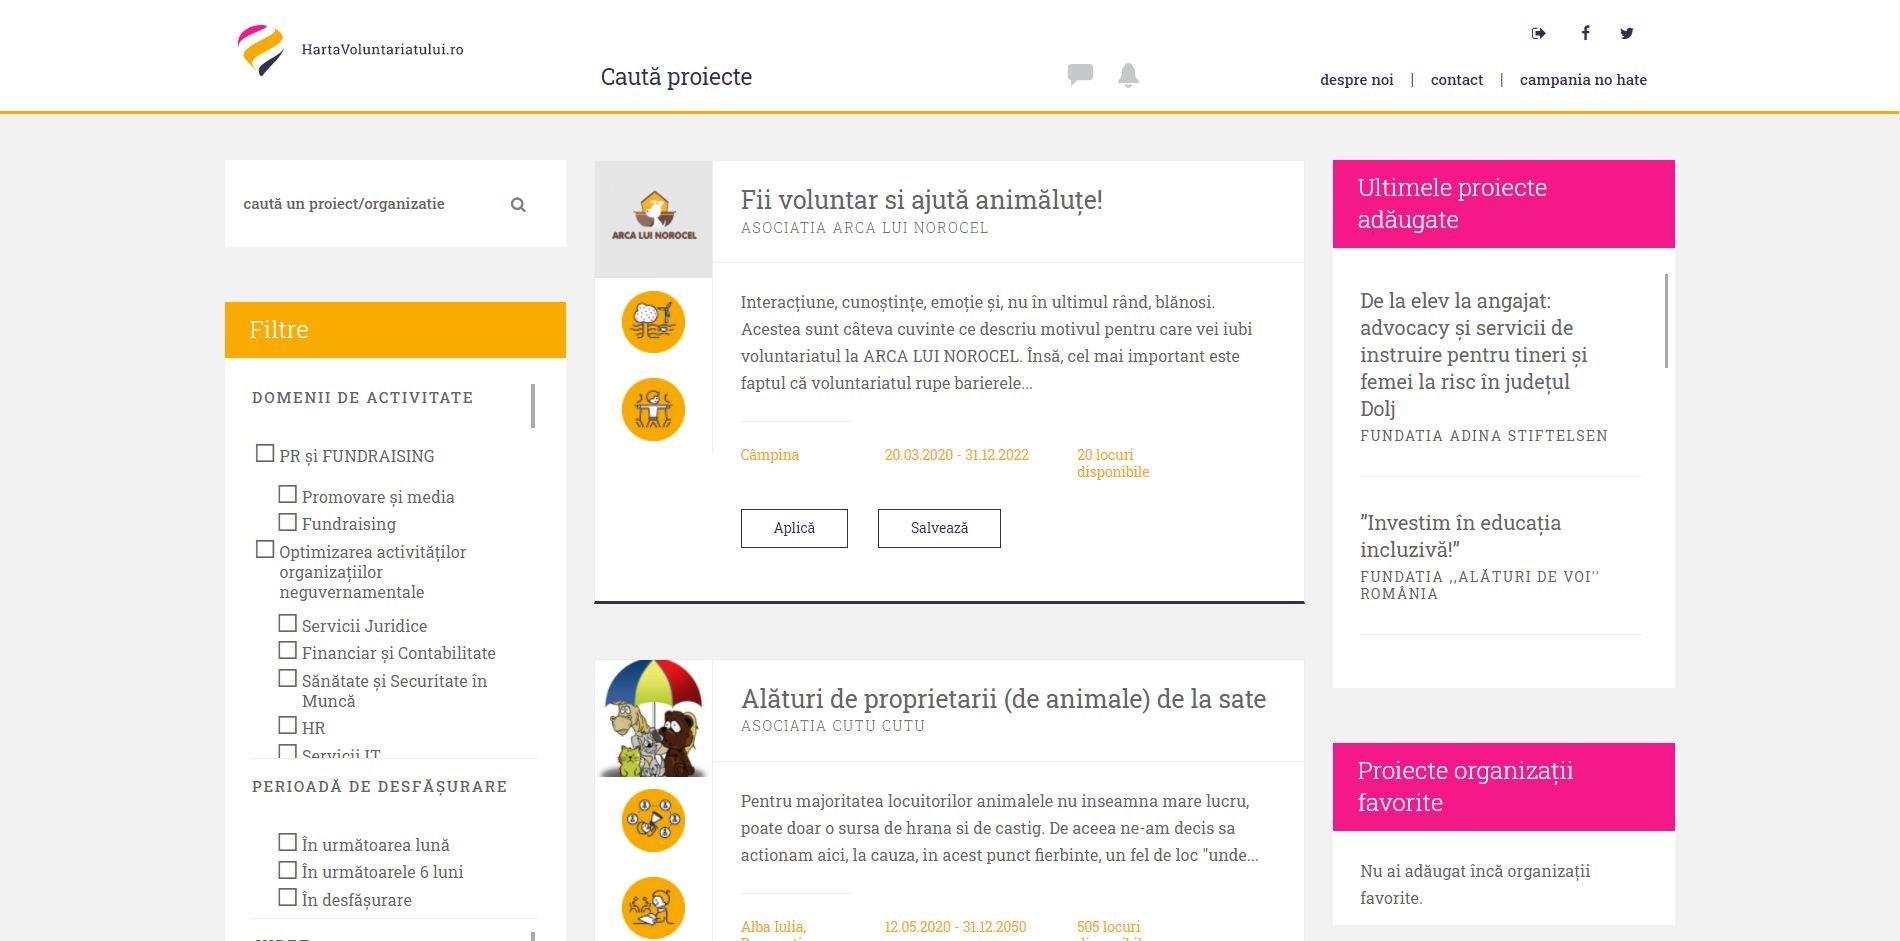 HartaVoluntariatului.ro
Caută proiecte
despre noi | contact | campania no hate
caută un proiect/organizatie
Filtre
DOMENII DE ACTIVITATE
PR și FUNDRAISING
Promovare și media
Fundraising
Optimizarea activităților
organizațiilor
neguvernamentale
Servicii Juridice
Financiar și Contabilitate
Sănătate și Securitate în
Muncă
HR
Servicii IT
PERIOADĂ DE DESFĂȘURARE
În următoarea lună
În următoarele 6 luni
În desfășurare
ARCA LUI NOROCEL
Fii voluntar si ajută animăluțe!
ASOCIATIA ARCA LUI NOROCEL
Interacțiune, cunoștințe, emoție și, nu în ultimul rând, blănosi.
Acestea sunt câteva cuvinte ce descriu motivul pentru care vei iubi
voluntariatul la ARCA LUI NOROCEL. Însă, cel mai important este
faptul că voluntariatul rupe barierele...
Câmpina
20.03.2020 - 31.12.2022
20 locuri
disponibile
Aplică
Salvează
Alături de proprietarii (de animale) de la sate
ASOCIATIA CUTU CUTU
Pentru majoritatea locuitorilor animalele nu inseamna mare lucru,
poate doar o sursa de hrana si de castig. De aceea ne-am decis sa
actionam aici, la cauza, in acest punct fierbinte, un fel de loc "unde...
Alba Iulia,
12.05.2020 - 31.12.2050
505 locuri
Ultimele proiecte
adăugate
De la elev la angajat:
advocacy și servicii de
instruire pentru tineri și
femei la risc în județul
Dolj
FUNDATIA ADINA STIFTELSEN
”Investim în educația
incluzivă!”
FUNDATIA ,,ALĂTURI DE VOI''
ROMÂNIA
Proiecte organizații
favorite
Nu ai adăugat încă organizații
favorite.